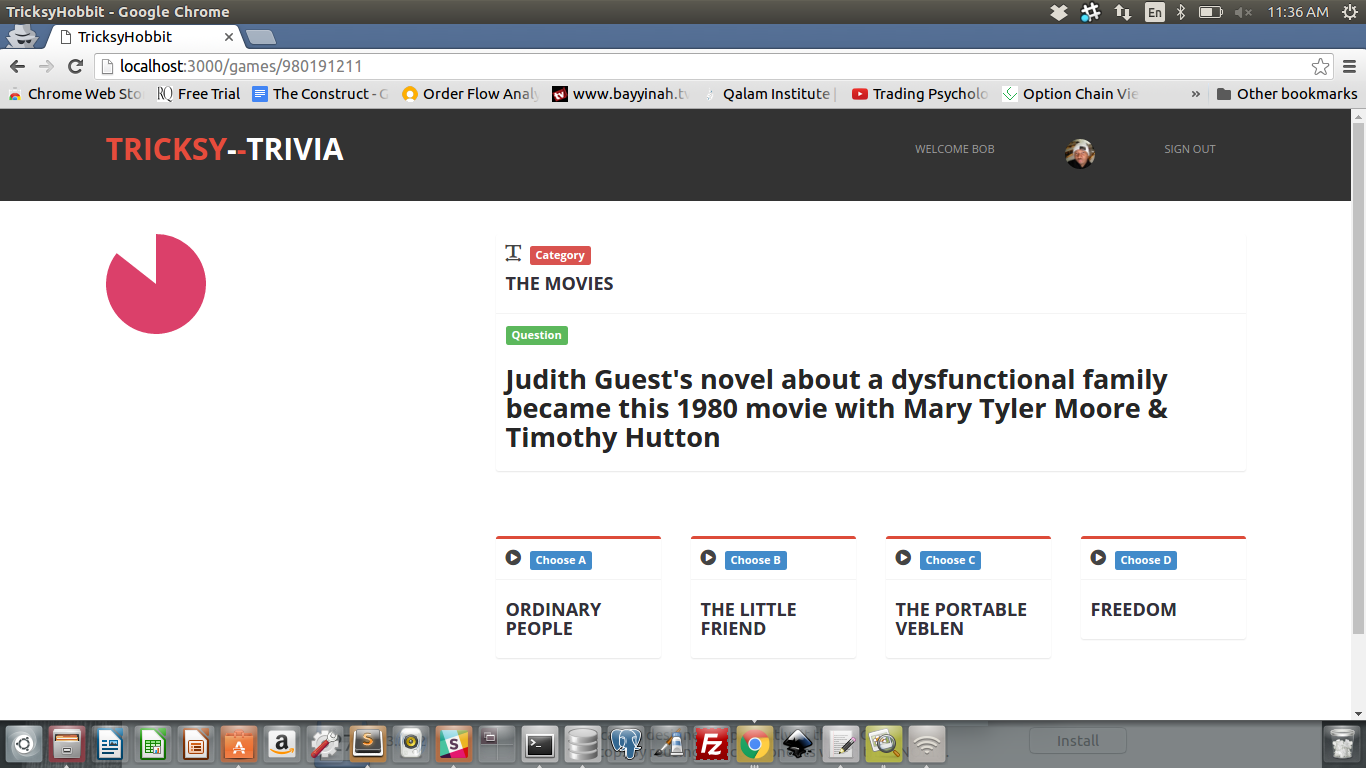 TricksyHobbit - Google Chrome
En
11:36 AM
TricksyHobbit
localhost:3000/games/980191211
Chrome Web Sto
Free Trial
The Construct - G
Order Flow Analy
www.bayyinah.tv
Qalam Institute |
Trading Psycholo
Option Chain Vie
»
Other bookmarks
TRICKSY--TRIVIA
WELCOME BOB
SIGN OUT
Category
THE MOVIES
Question
Judith Guest's novel about a dysfunctional family
became this 1980 movie with Mary Tyler Moore &
Timothy Hutton
Choose A
Choose B
Choose C
Choose D
ORDINARY
PEOPLE
THE LITTLE
FRIEND
THE PORTABLE
VEBLEN
FREEDOM
Install